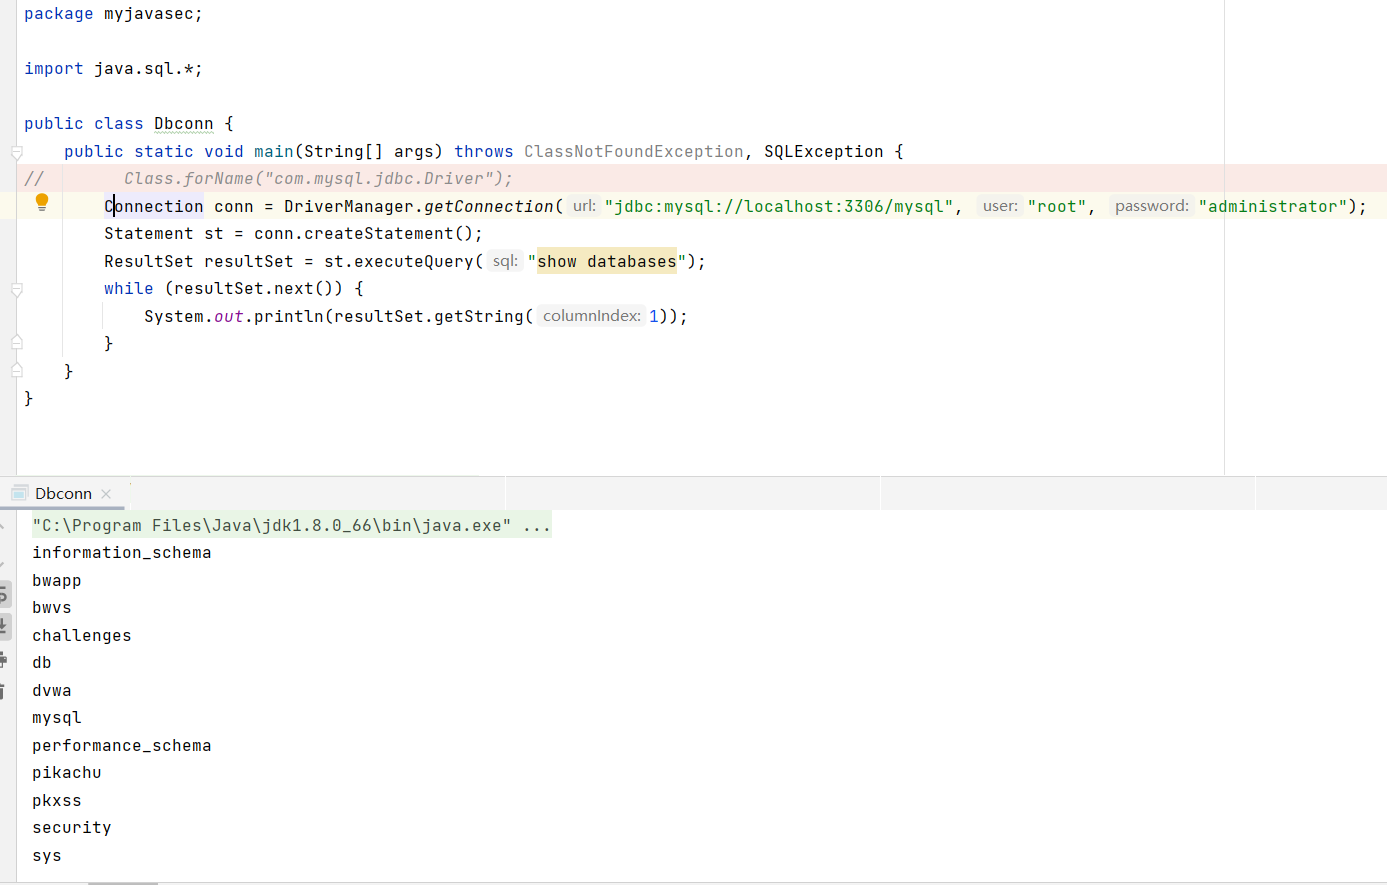 package myjavasec;
import java.sql.*;
public class Dbconn {
    public static void main(String[] args) throws ClassNotFoundException, SQLException {
//        Class.forName("com.mysql.jdbc.Driver");
        Connection conn = DriverManager.getConnection( url: "jdbc:mysql://localhost:3306/mysql", user: "root", password: "administrator");
        Statement st = conn.createStatement();
        ResultSet resultSet = st.executeQuery( sql: "show databases");
        while (resultSet.next()) {
            System.out.println(resultSet.getString( columnIndex: 1));
        }
    }
}
Dbconn
"C:\Program Files\Java\jdk1.8.0_66\bin\java.exe" ...
information_schema
bwapp
bwvs
challenges
db
dvwa
mysql
performance_schema
pikachu
pkxss
security
sys